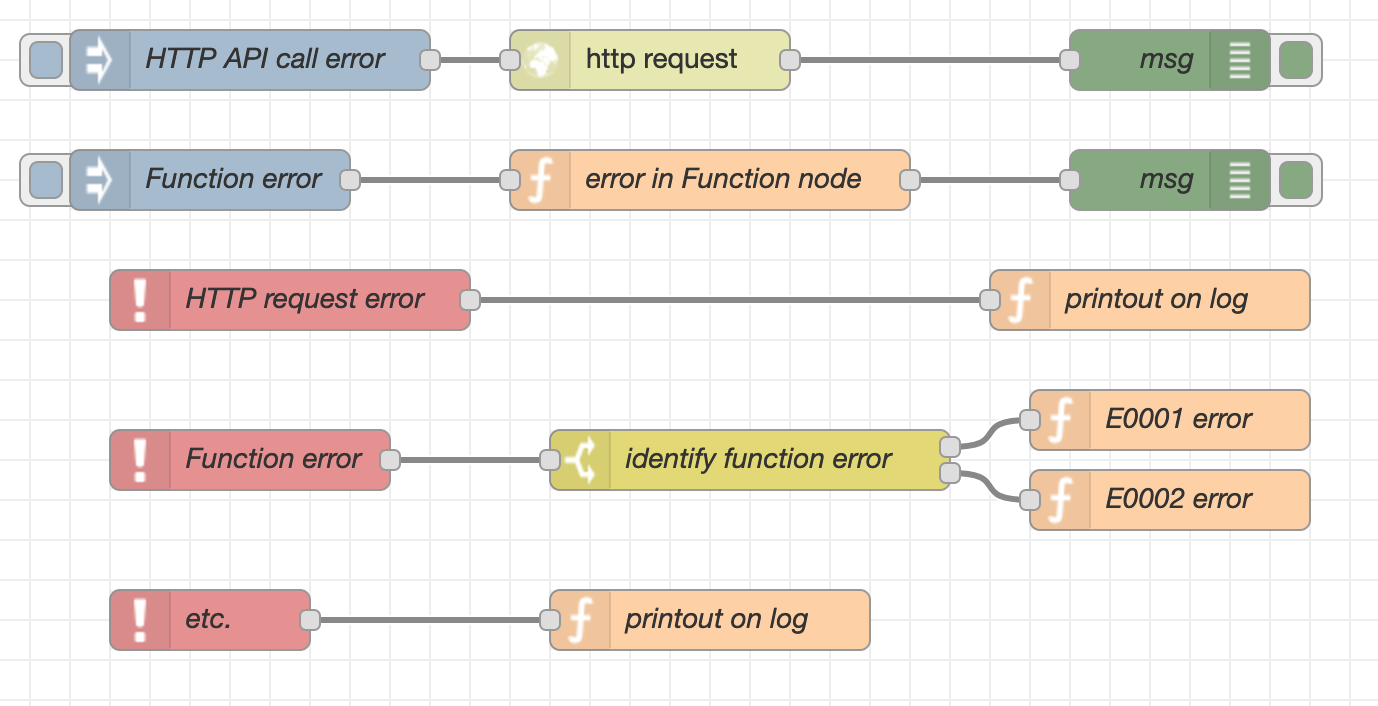 HTTP API call error
http request
msg
Function error
error in Function node
msg
HTTP request error
printout on log
Function error
identify function error
E0001 error
E0002 error
etc.
printout on log